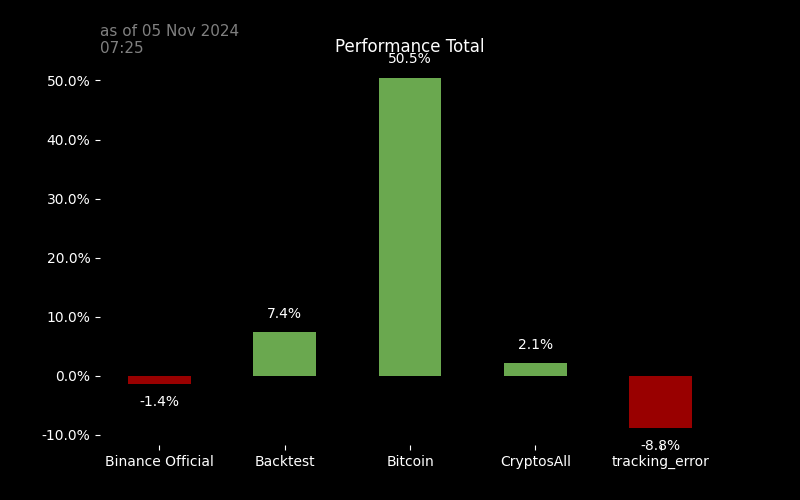 as of 05 Nov 2024
07:25
Performance Total
50.5%
50.0%
40.0%
30.0%
20.0%
10.0%
0.0%
-10.0%
7.4%
2.1%
-1.4%
-8.8%
Binance Official
Backtest
Bitcoin
CryptosAll
tracking_error